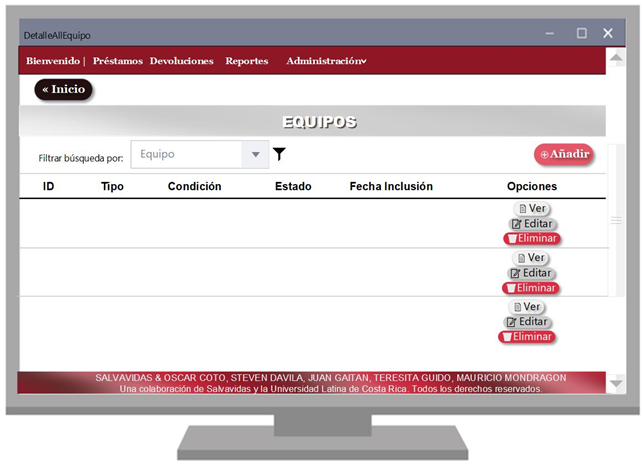 DetalleAllEquipo
Bienvenido | Préstamos Devoluciones Reportes Administración
« Inicio
EQUIPOS
Filtrar búsqueda por: Equipo
Añadir
ID Tipo Condición Estado Fecha Inclusión Opciones
Ver
Editar
Eliminar
Ver
Editar
Eliminar
Ver
Editar
Eliminar
SALVAVIDAS & OSCAR COTO, STEVEN DAVILA, JUAN GAITAN, TERESITA GUIDO, MAURICIO MONDRAGON
Una colaboración de Salvavidas y la Universidad Latina de Costa Rica. Todos los derechos reservados.